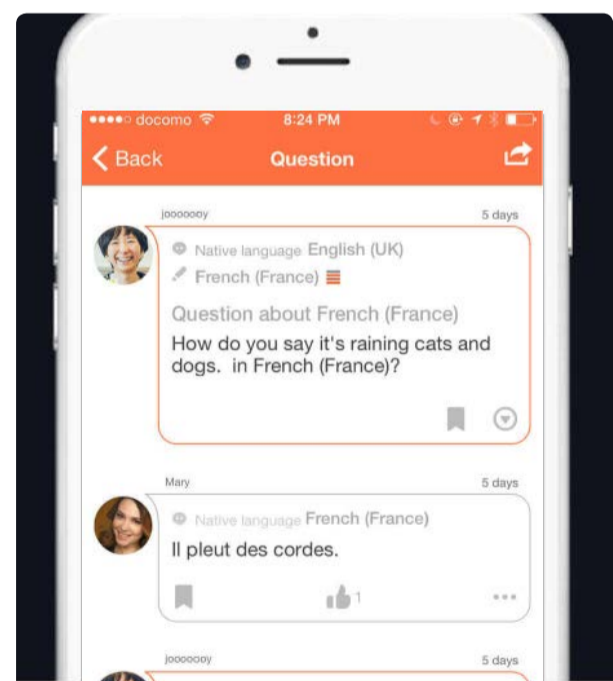 docomo 8:24 PM
Back Question
jooooooy 5 days
Native language English (UK)
French (France)
Question about French (France)
How do you say it's raining cats and
dogs. in French (France)?
Mary 5 days
Native language French (France)
Il pleut des cordes.
1
jooooooy 5 days